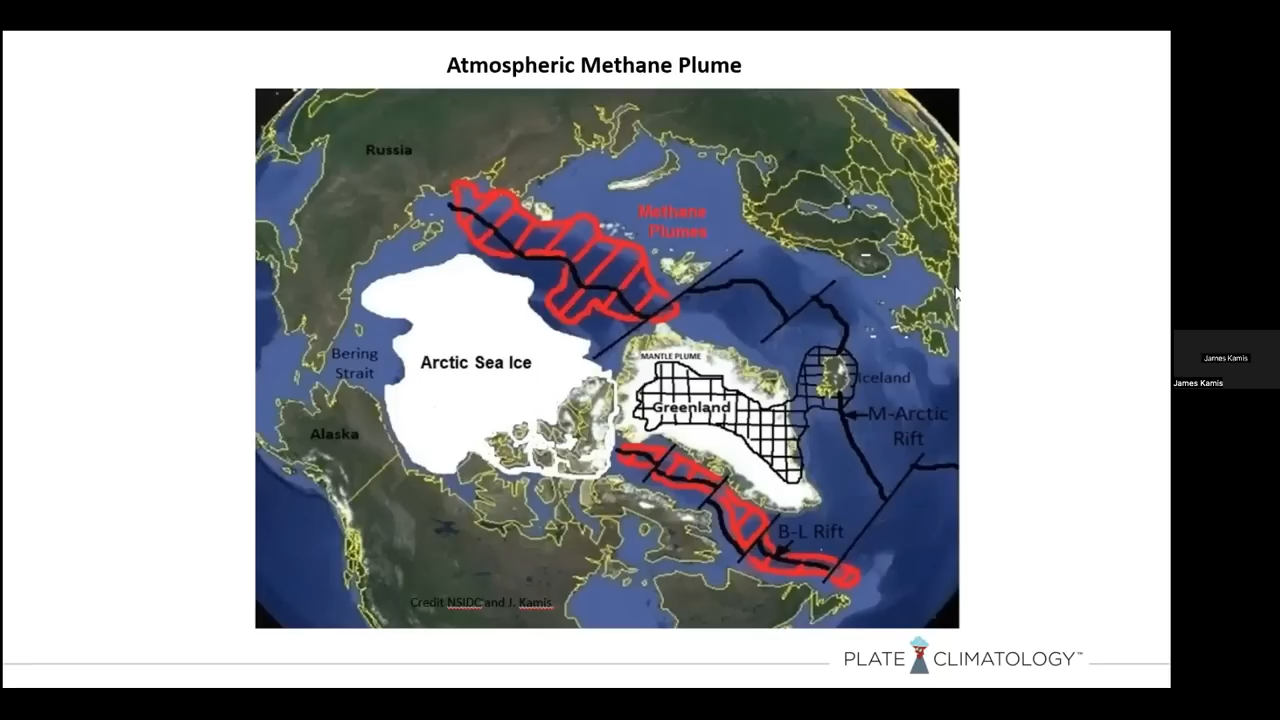 Atmospheric Methane Plume
Russia
Methane
Plumes
MANTLE PLUME
Arctic Sea Ice
Bering
Strait
Greenland
Iceland
M-Arctic
Rift
Alaska
B-L Rift
Credit NSIDC and J. Kamis
PLATE CLIMATOLOGY™
James Kamis
James Kamis